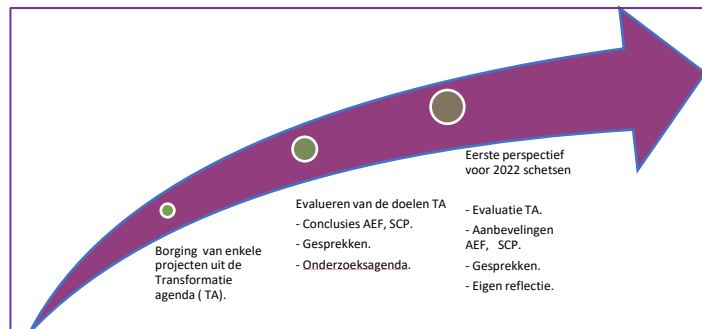 Borging van enkele
projecten uit de
Transformatie
agenda ( TA).
Evalueren van de doelen TA
- Conclusies AEF, SCP.
- Gesprekken.
- Onderzoeksagenda.
Eerste perspectief
voor 2022 schetsen
- Evaluatie TA.
- Aanbevelingen
AEF, SCP.
- Gesprekken.
- Eigen reflectie.